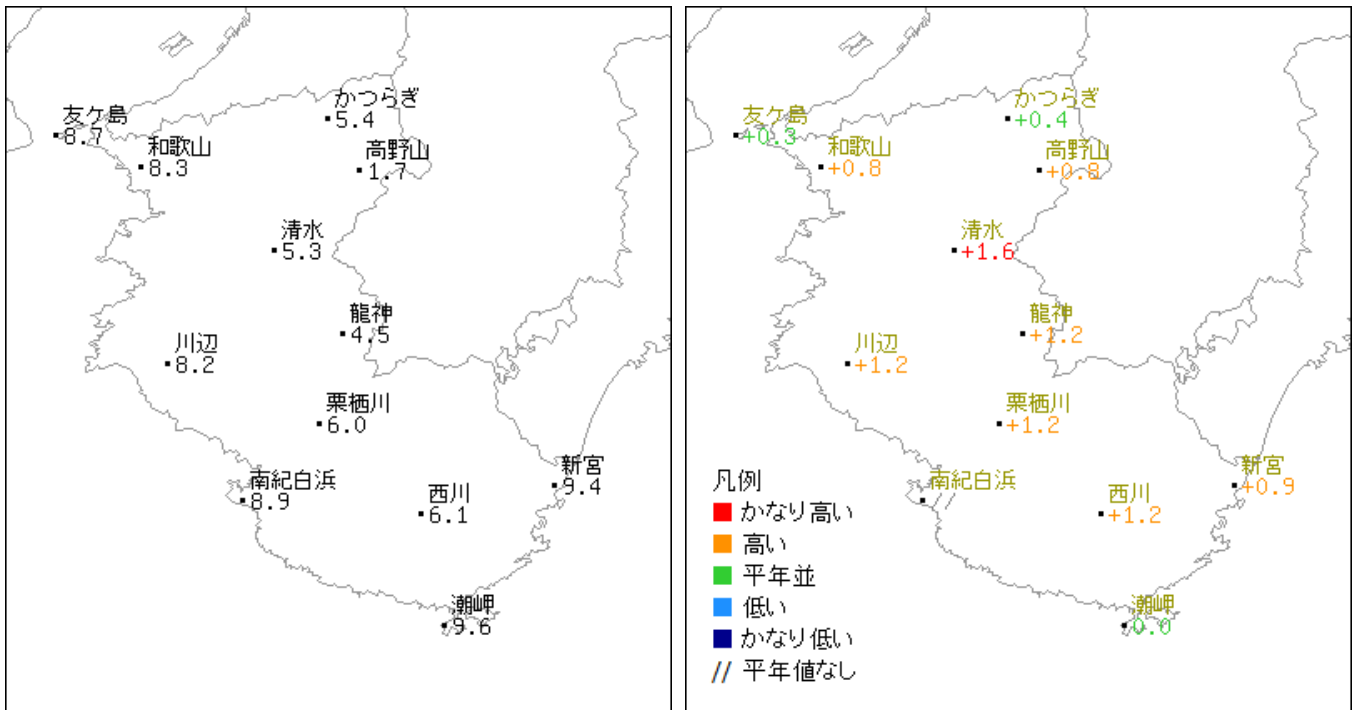 友ケ島
8.7
かつらぎ
5.4
和歌山
8.3
高野山
1.7
清水
5.3
龍神
4.5
川辺
8.2
栗栖川
6.0
南紀白浜
8.9
西川
6.1
新宮
9.4
潮岬
9.6
友ケ島
+0.3
かつらぎ
+0.4
和歌山
+0.8
高野山
+0.8
清水
+1.6
龍神
+1.2
川辺
+1.2
栗栖川
+1.2
南紀白浜
//
西川
+1.2
新宮
+0.9
潮岬
0.0
凡例
かなり高い
高い
平年並
低い
かなり低い
// 平年値なし